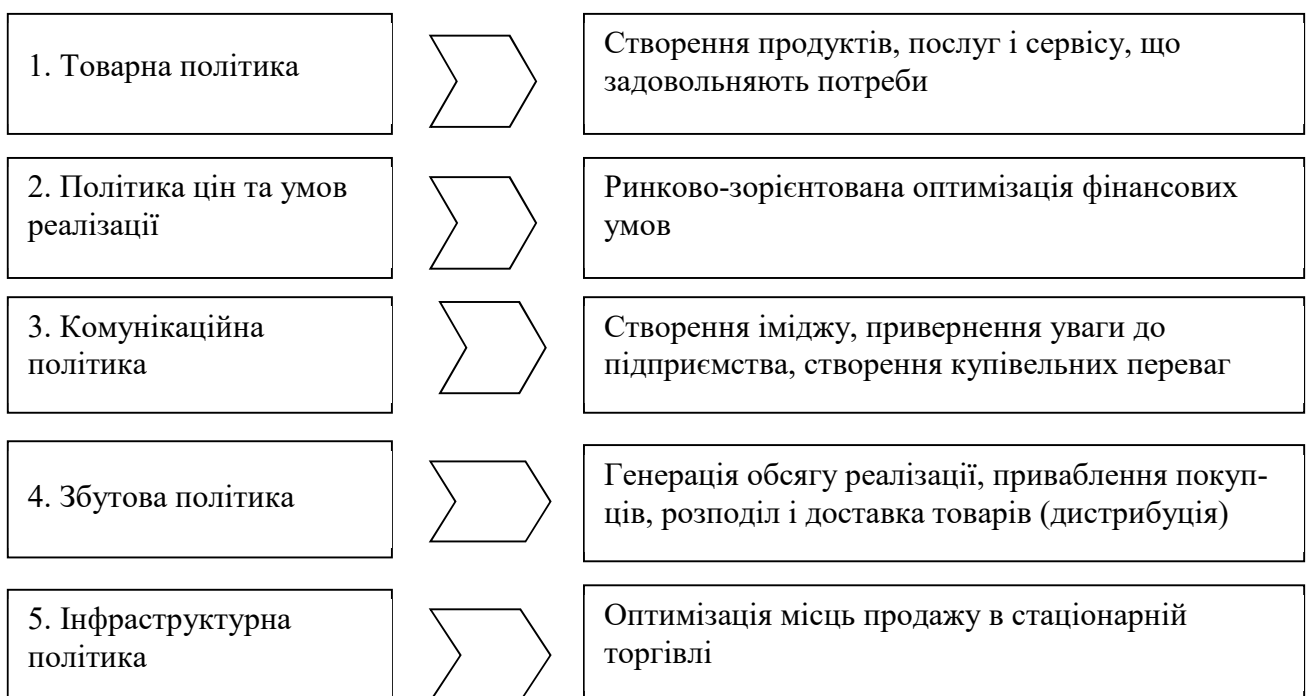 1. Товарна політика
Створення продуктів, послуг і сервісу, що
задовольняють потреби
2. Політика цін та умов
реалізації
Ринково-зорієнтована оптимізація фінансових
умов
3. Комунікаційна
політика
Створення іміджу, привернення уваги до
підприємства, створення купівельних переваг
4. Збутова політика
Генерація обсягу реалізації, приваблення покуп-
ців, розподіл і доставка товарів (дистрибуція)
5. Інфраструктурна
політика
Оптимізація місць продажу в стаціонарній
торгівлі